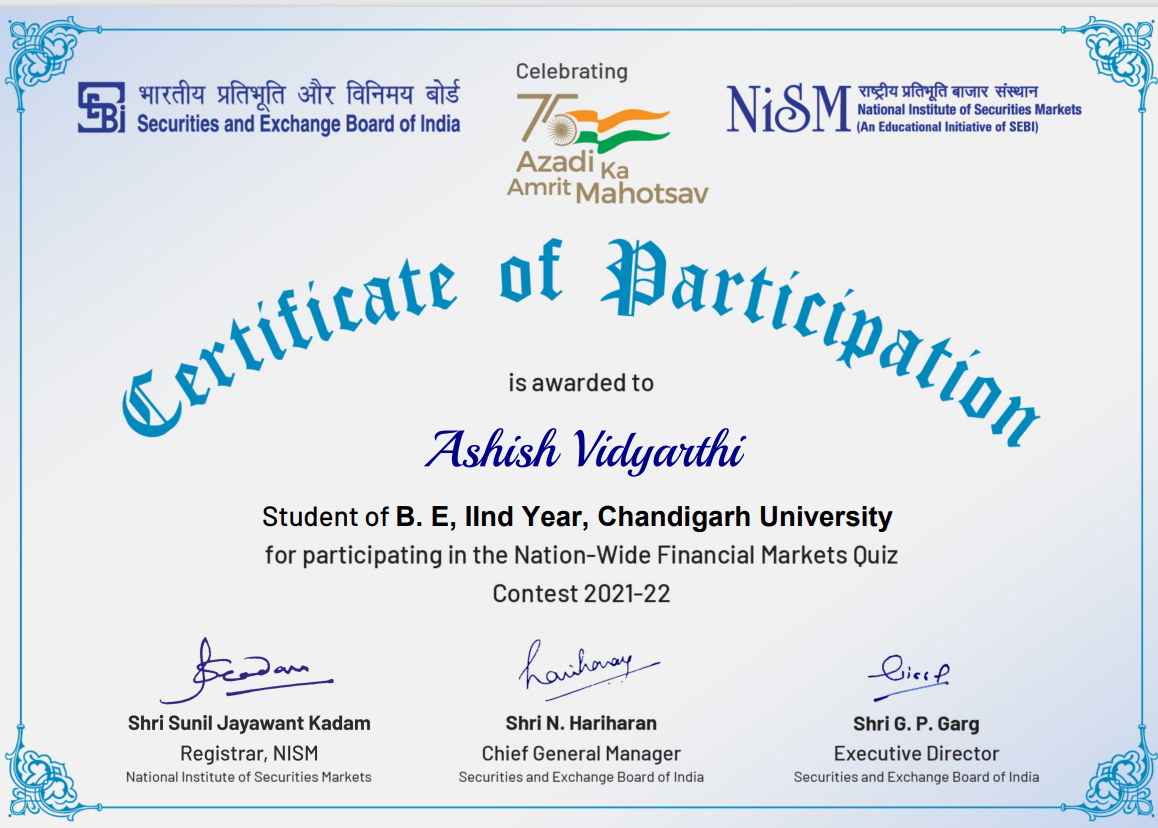 SEBI
भारतीय प्रतिभूति और विनिमय बोर्ड
Securities and Exchange Board of India
Celebrating
75
Azadi Ka
Amrit Mahotsav
NiSM
राष्ट्रीय प्रतिभूति बाजार संस्थान
National Institute of Securities Markets
(An Educational Initiative of SEBI)
Certificate of Participation
is awarded to
Ashish Vidyarthi
Student of B. E, IInd Year, Chandigarh University
for participating in the Nation-Wide Financial Markets Quiz
Contest 2021-22
Shri Sunil Jayawant Kadam
Registrar, NISM
National Institute of Securities Markets
Shri N. Hariharan
Chief General Manager
Securities and Exchange Board of India
Shri G. P. Garg
Executive Director
Securities and Exchange Board of India